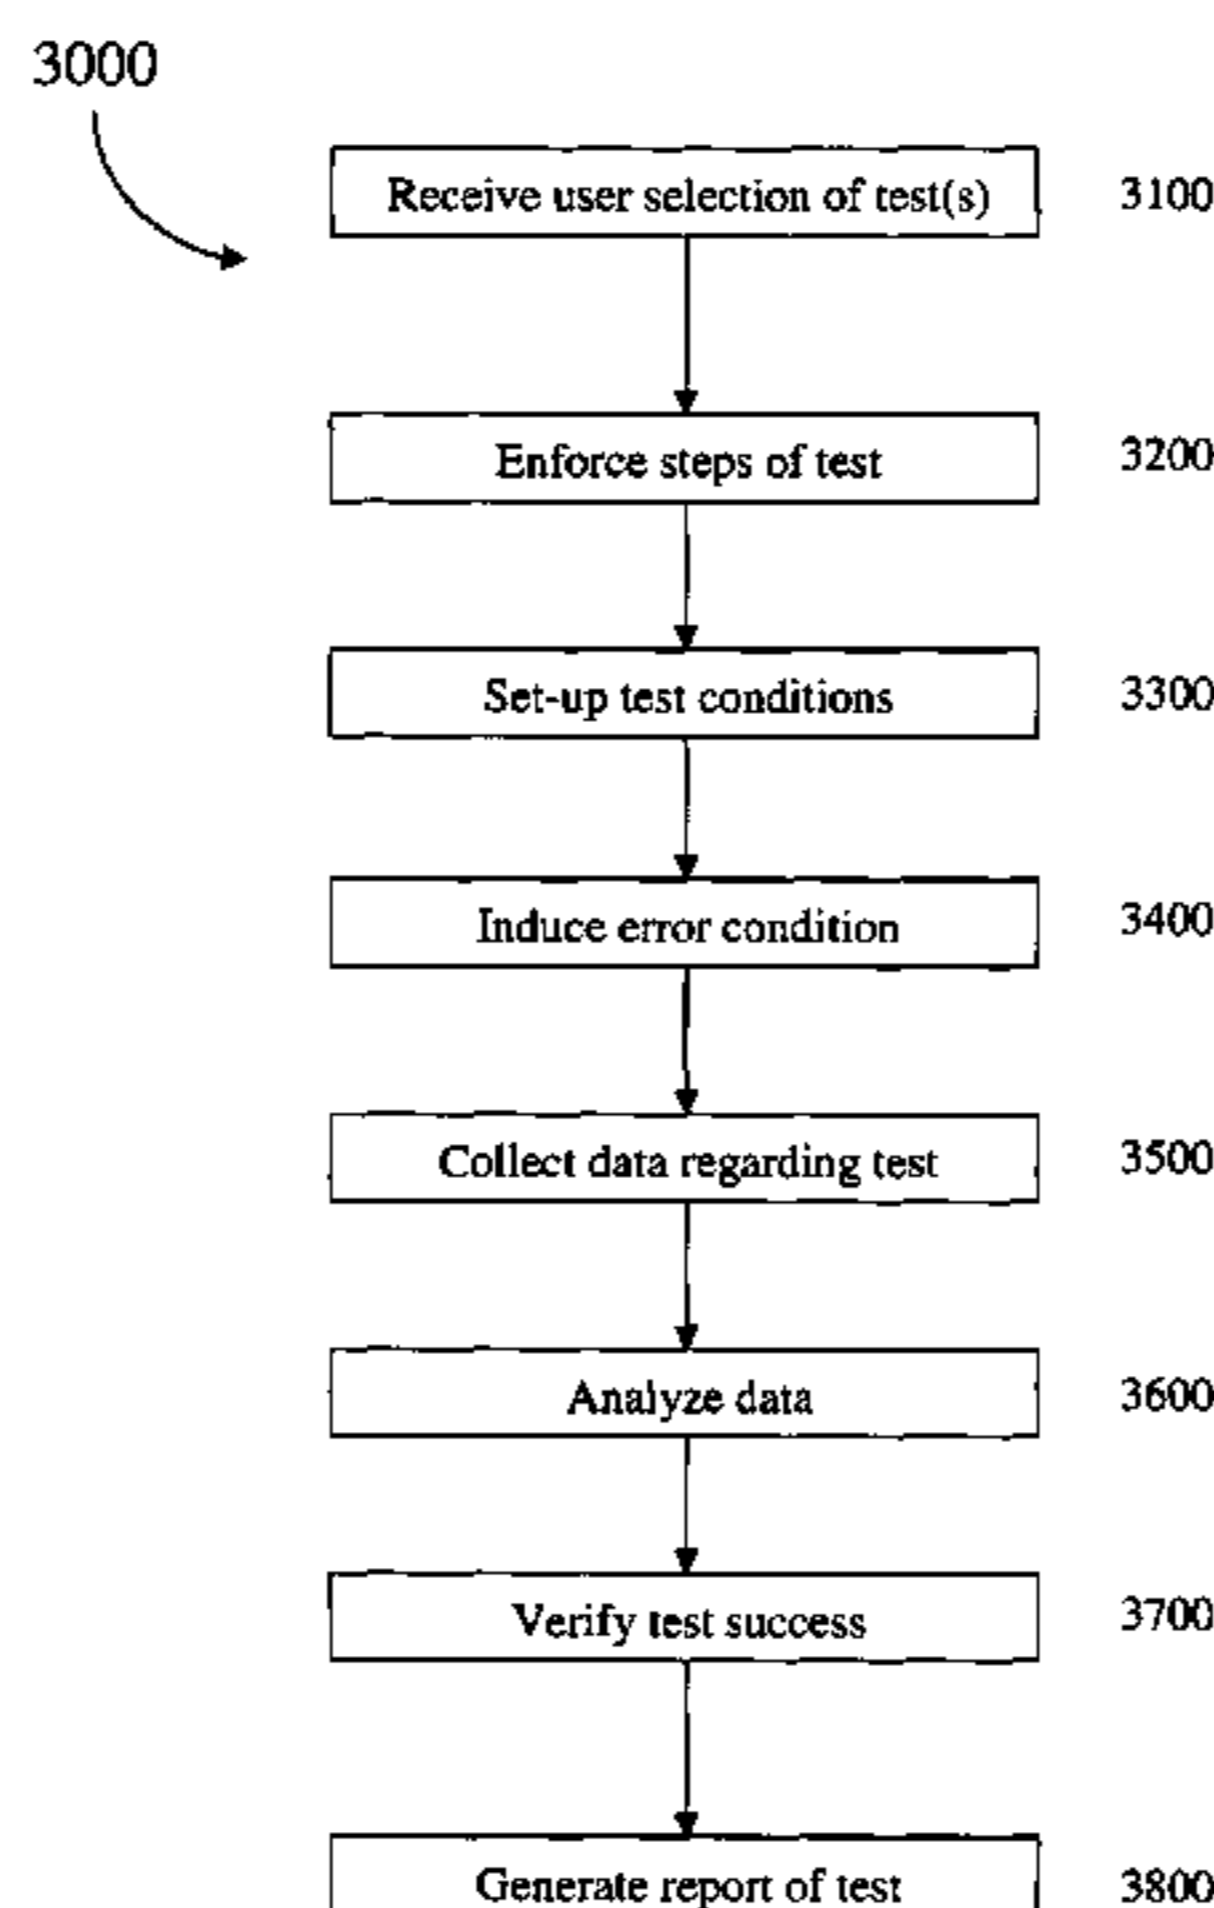 3000
Receive user selection of test(s) 3100
Enforce steps of test 3200
Set-up test conditions 3300
Induce error condition 3400
Collect data regarding test 3500
Analyze data 3600
Verify test success 3700
Generate report of test 3800